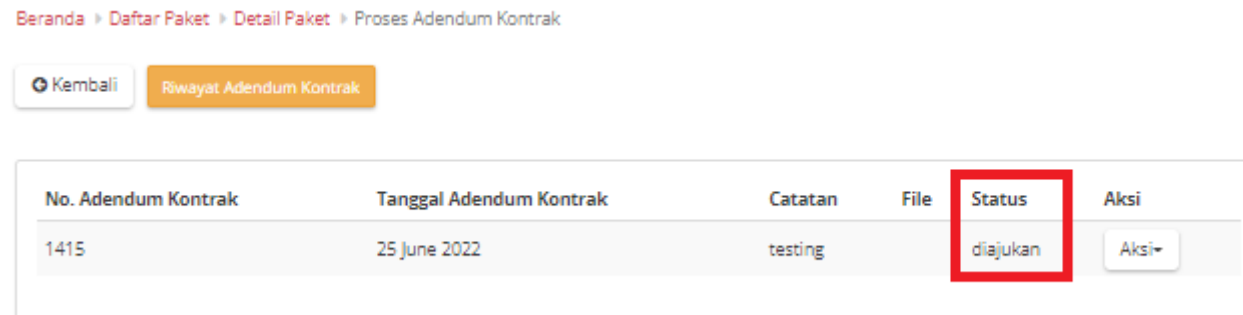 Beranda Daftar Paket Detail Paket Proses Adendum Kontrak
Kembali Riwayat Adendum Kontrak
No. Adendum Kontrak Tanggal Adendum Kontrak Catatan File Status Aksi
1415 25 June 2022 testing diajukan Aksi